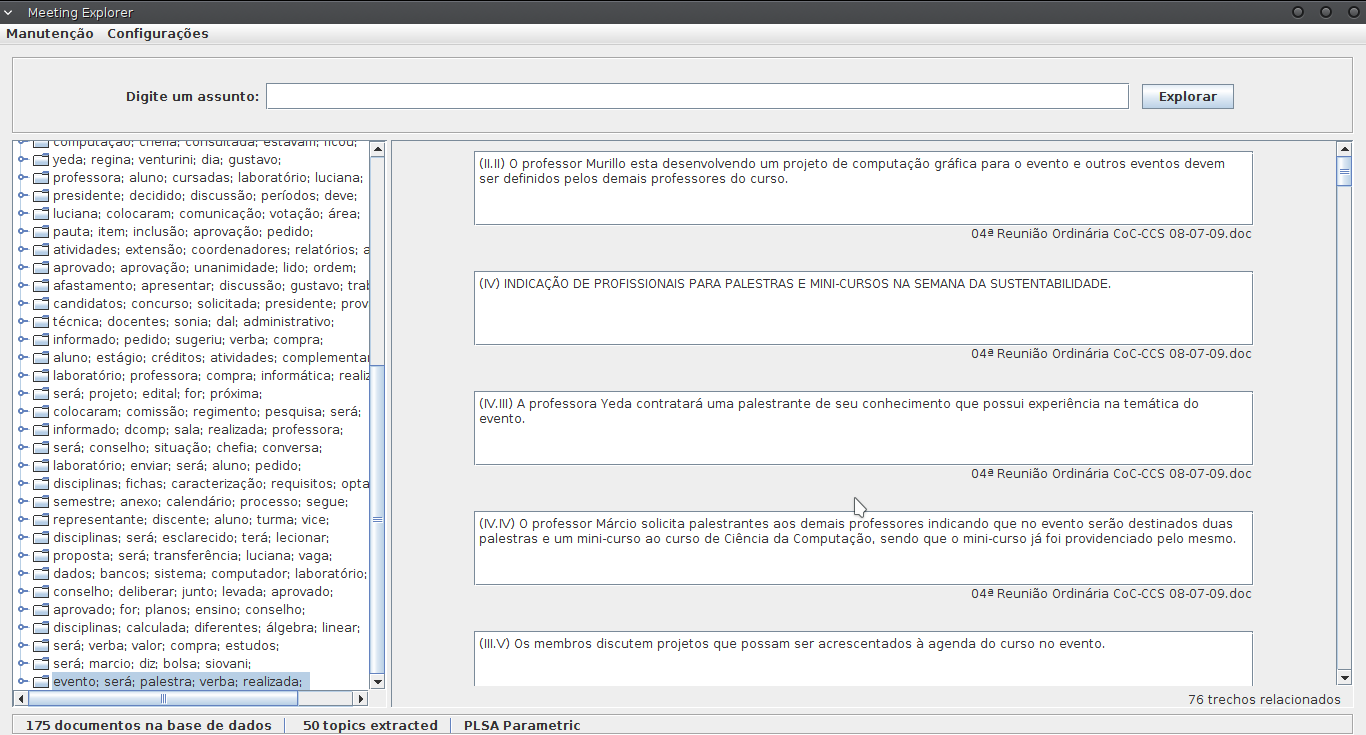 Meeting Explorer
Manutenção Configurações
Digite um assunto: Explorar
computação; chefia; consultada; estavam; ficou;
yeda; regina; venturini; dia; gustavo;
professora; aluno; cursadas; laboratório; luciana;
presidente; decidido; discussão; períodos; deve;
luciana; colocaram; comunicação; votação; área;
pauta; item; inclusão; aprovação; pedido;
atividades; extensão; coordenadores; relatórios; a
aprovado; aprovação; unanimidade; lido; ordem;
afastamento; apresentar; discussão; gustavo; trab
candidatos; concurso; solicitada; presidente; prov
técnica; docentes; sonia; dal; administrativo;
informado; pedido; sugeriu; verba; compra;
aluno; estágio; créditos; atividades; complementar
laboratório; professora; compra; informática; realiz
será; projeto; edital; for; próxima;
colocaram; comissão; regimento; pesquisa; será;
informado; dcomp; sala; realizada; professora;
será; conselho; situação; chefia; conversa;
laboratório; enviar; será; aluno; pedido;
disciplinas; fichas; caracterização; requisitos; opta
semestre; anexo; calendário; processo; segue;
representante; discente; aluno; turma; vice;
disciplinas; será; esclarecido; terá; lecionar;
proposta; será; transferência; luciana; vaga;
dados; bancos; sistema; computador; laboratório;
conselho; deliberar; junto; levada; aprovado;
aprovado; for; planos; ensino; conselho;
disciplinas; calculada; diferentes; álgebra; linear;
será; verba; valor; compra; estudos;
será; marcio; diz; bolsa; siovani;
evento; será; palestra; verba; realizada;
(II.II) O professor Murillo esta desenvolvendo um projeto de computação gráfica para o evento e outros eventos devem
ser definidos pelos demais professores do curso.
04ª Reunião Ordinária CoC-CCS 08-07-09.doc
(IV) INDICAÇÃO DE PROFISSIONAIS PARA PALESTRAS E MINI-CURSOS NA SEMANA DA SUSTENTABILIDADE.
04ª Reunião Ordinária CoC-CCS 08-07-09.doc
(IV.III) A professora Yeda contratará uma palestrante de seu conhecimento que possui experiência na temática do
evento.
04ª Reunião Ordinária CoC-CCS 08-07-09.doc
(IV.IV) O professor Márcio solicita palestrantes aos demais professores indicando que no evento serão destinados duas
palestras e um mini-curso ao curso de Ciência da Computação, sendo que o mini-curso já foi providenciado pelo mesmo.
04ª Reunião Ordinária CoC-CCS 08-07-09.doc
(III.V) Os membros discutem projetos que possam ser acrescentados à agenda do curso no evento.
76 trechos relacionados
175 documentos na base de dados 50 topics extracted PLSA Parametric